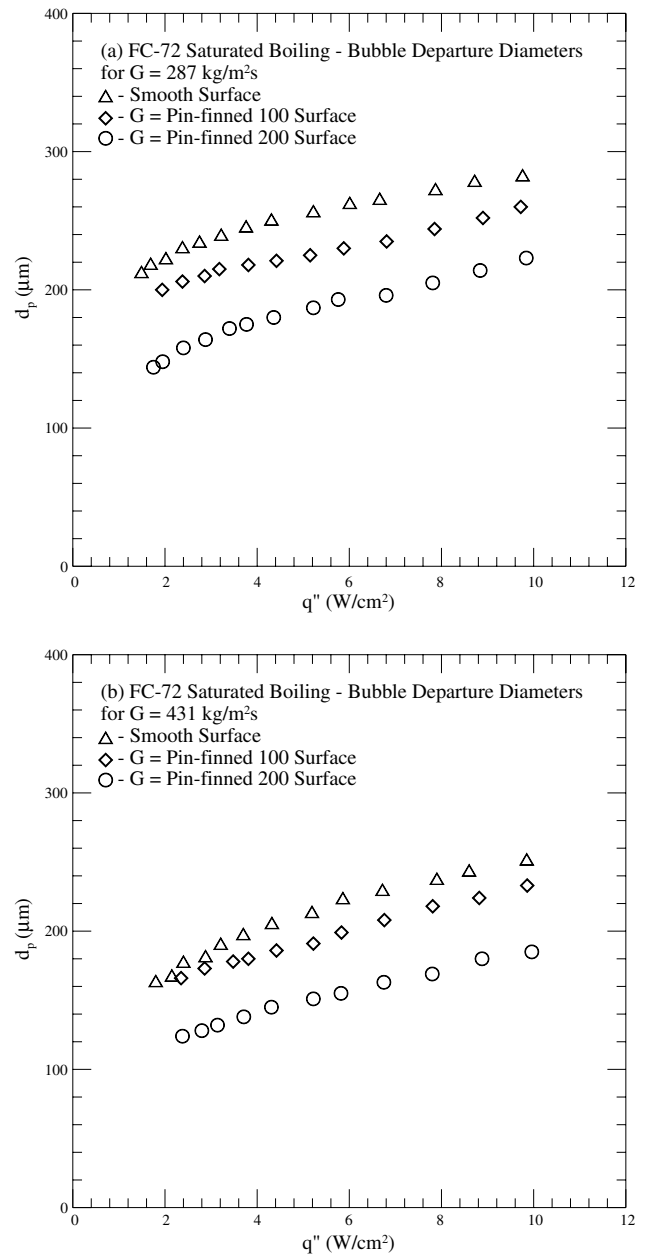 400
(a) FC-72 Saturated Boiling - Bubble Departure Diameters
for G = 287 kg/m²s
- Smooth Surface
- G = Pin-finned 100 Surface
- G = Pin-finned 200 Surface
300
200
100
0
dp (μm)
0 2 4 6 8 10 12
q" (W/cm²)
400
(b) FC-72 Saturated Boiling - Bubble Departure Diameters
for G = 431 kg/m²s
- Smooth Surface
- G = Pin-finned 100 Surface
- G = Pin-finned 200 Surface
300
200
100
0
dp (μm)
0 2 4 6 8 10 12
q" (W/cm²)